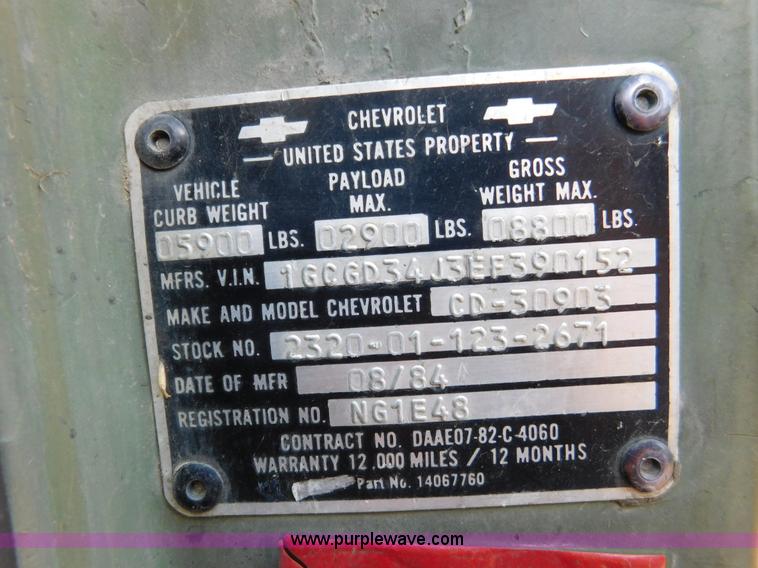 CHEVROLET
UNITED STATES PROPERTY
VEHICLE CURB WEIGHT 05900 LBS. PAYLOAD MAX. 02900 LBS. GROSS WEIGHT MAX. 08800 LBS.
MFRS. V.I.N. 1GCGD34J3EF390152
MAKE AND MODEL CHEVROLET CD-30903
STOCK NO. 2320-01-123-2671
DATE OF MFR 08/84
REGISTRATION NO. NG1E48
CONTRACT NO. DAAE07-82-C-4060
WARRANTY 12,000 MILES / 12 MONTHS
Part No. 14067760
www.purplewave.com